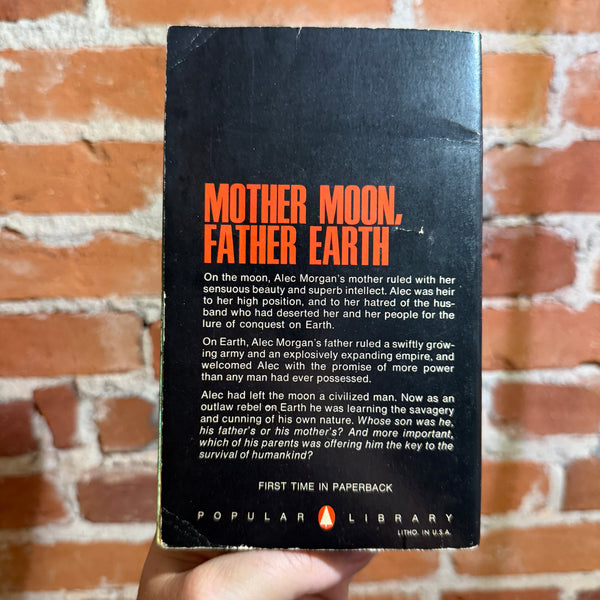 MOTHER MOON,
FATHER EARTH
On the moon, Alec Morgan's mother ruled with her
sensuous beauty and superb intellect. Alec was heir
to her high position, and to her hatred of the hus-
band who had deserted her and her people for the
lure of conquest on Earth.
On Earth, Alec Morgan's father ruled a swiftly grow-
ing army and an explosively expanding empire, and
welcomed Alec with the promise of more power
than any man had ever possessed.
Alec had left the moon a civilized man. Now as an
outlaw rebel on Earth he was learning the savagery
and cunning of his own nature. Whose son was he,
his father's or his mother's? And more important,
which of his parents was offering him the key to the
survival of humankind?
FIRST TIME IN PAPERBACK
POPULAR LIBRARY
LITHO. IN U.S.A.